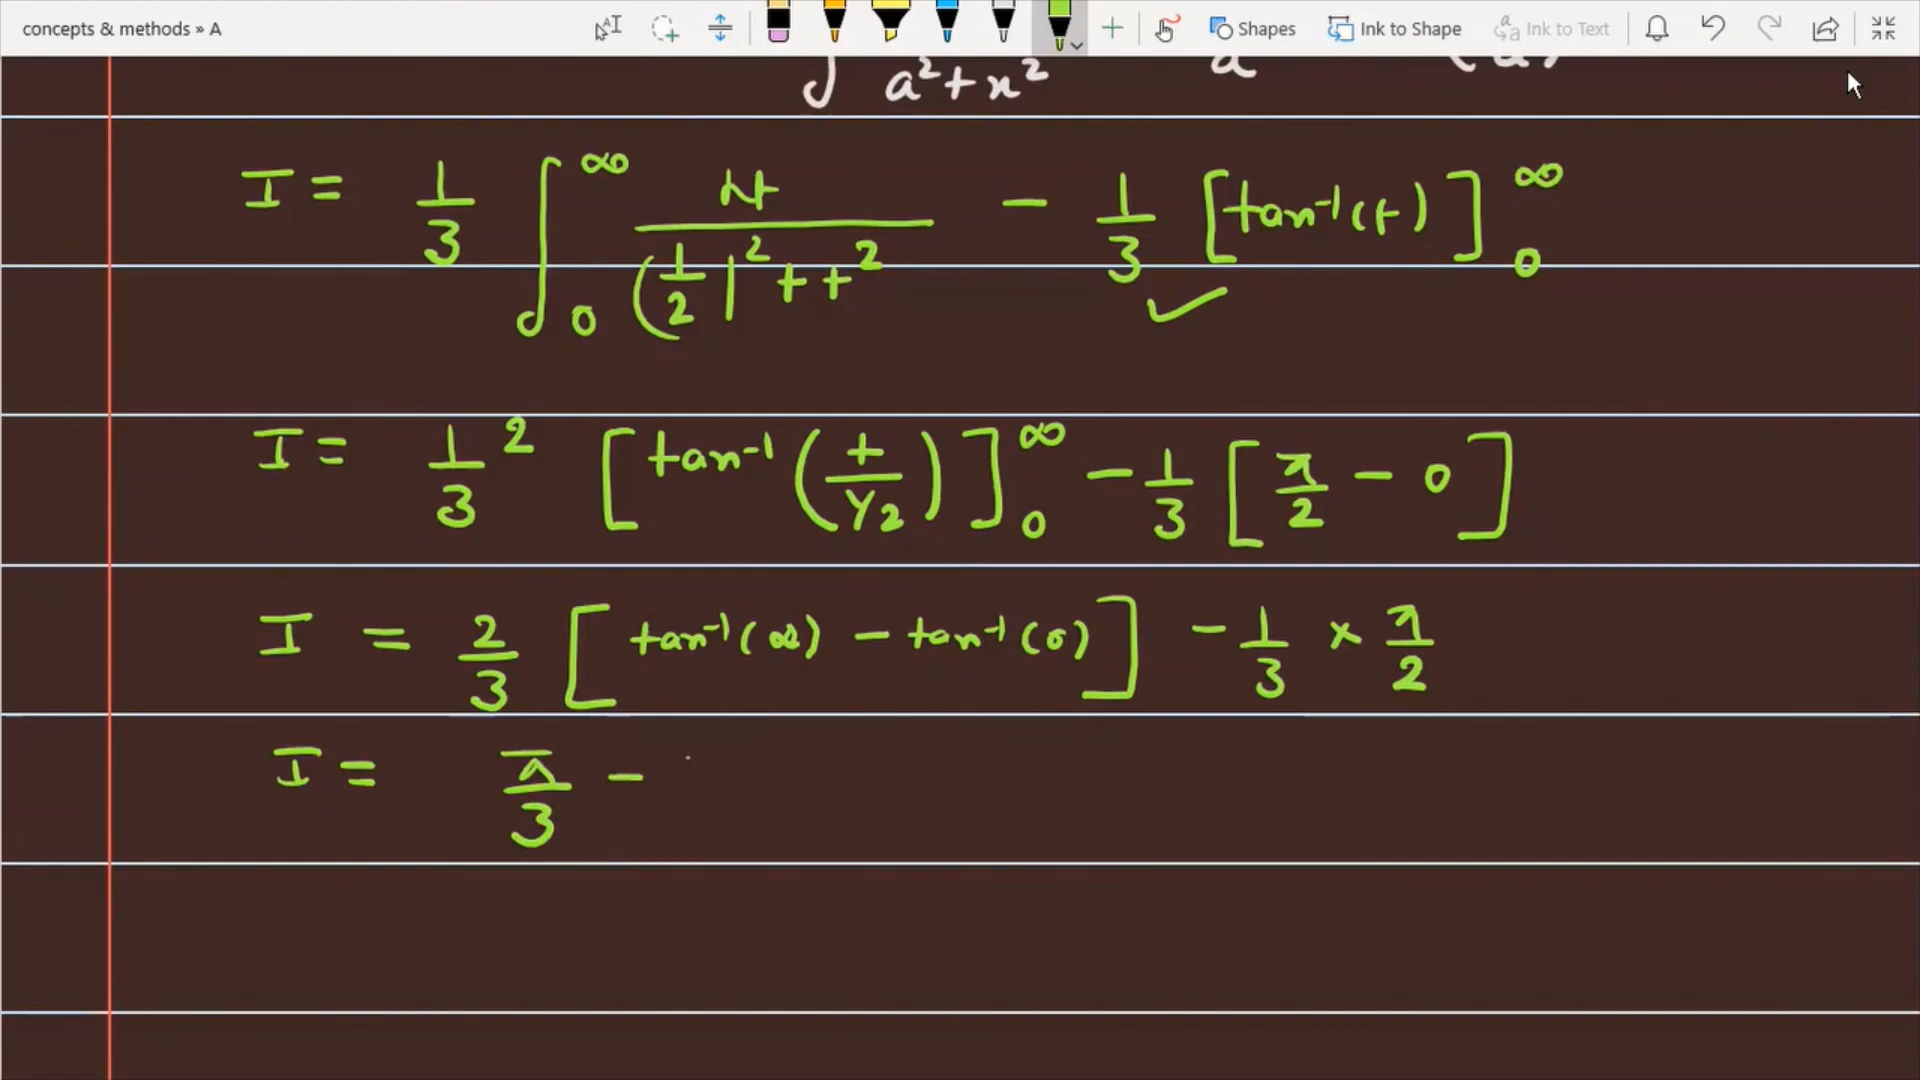 concepts & methods » A
Shapes Ink to Shape Ink to Text
∫ a²+x² a (a)
I = 1/3 ∫₀^∞ dt/((1/2)²+t²) - 1/3 [tan⁻¹(t)]₀^∞ ✓
I = 1/3 2 [tan⁻¹(t/1/2)]₀^∞ - 1/3 [π/2 - 0]
I = 2/3 [tan⁻¹(∞) - tan⁻¹(0)] - 1/3 × π/2
I = π/3 -